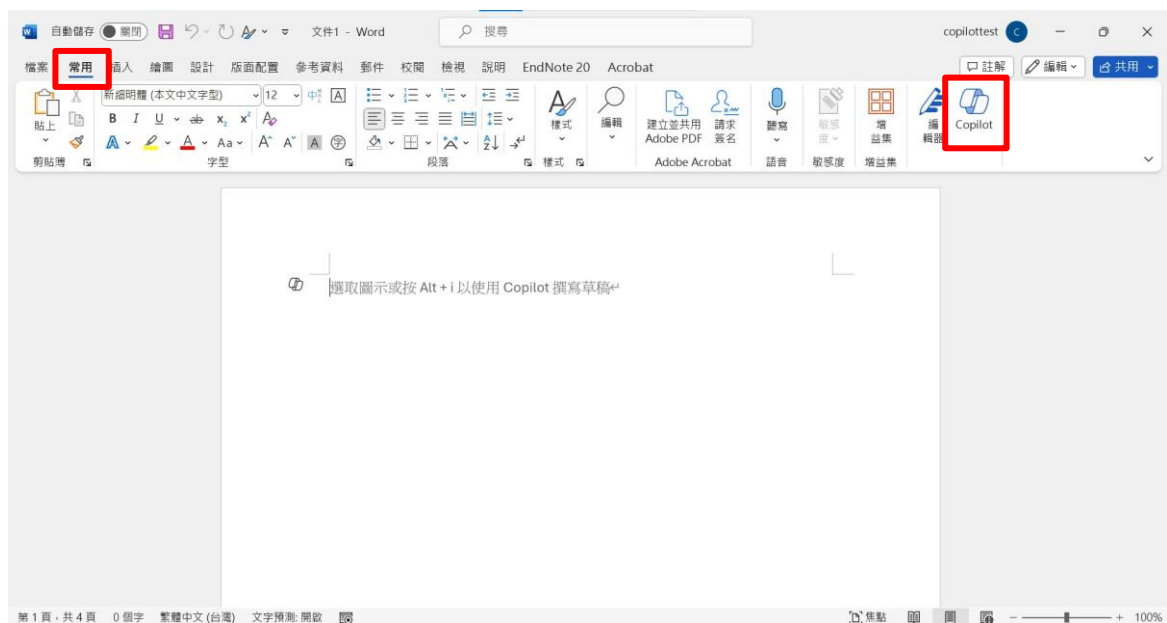 自動儲存 關閉 文件1 - Word 搜尋 copilottest C
檔案 常用 插入 繪圖 設計 版面配置 參考資料 郵件 校閱 檢視 說明 EndNote 20 Acrobat 註解 編輯 共用
新細明體 (本文中文字型) 12
貼上 B I U ab x₂ x² 樣式 編輯 建立並共用 請求 聽寫 敏感 增 編 Copilot
Adobe PDF 簽名 度 益集 輯器
A A Aa A A A 字
剪貼簿 字型 段落 樣式 Adobe Acrobat 語音 敏感度 增益集
選取圖示或按 Alt + i 以使用 Copilot 撰寫草稿
第 1 頁，共 4 頁 0 個字 繁體中文 (台灣) 文字預測: 開啟 焦點 100%